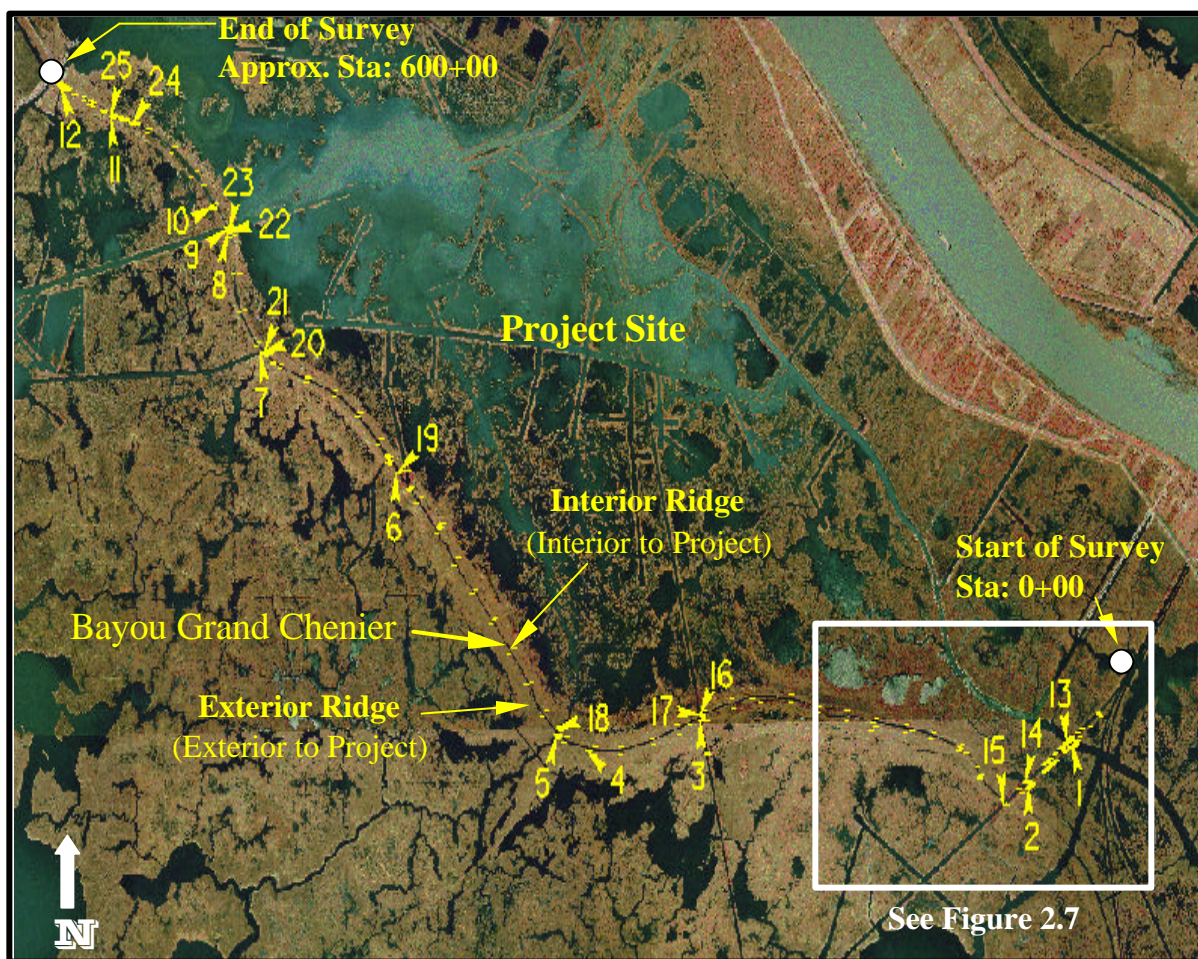 End of Survey
Approx. Sta: 600+00
25
24
12
11
23
10
22
9
8
21
20
7
Project Site
19
6
Interior Ridge
(Interior to Project)
Start of Survey
Sta: 0+00
Bayou Grand Chenier
Exterior Ridge
(Exterior to Project)
16
17
18
13
14
15
5
4
3
1
2
See Figure 2.7
N